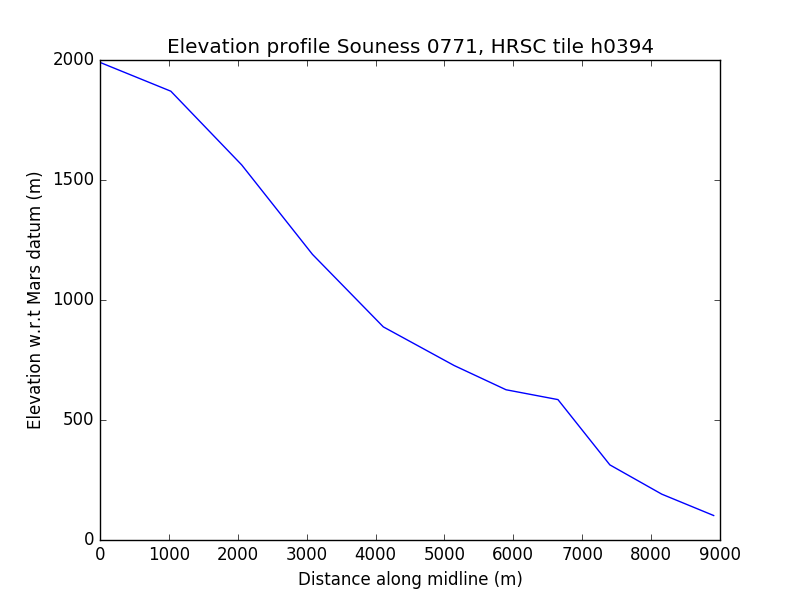 Elevation profile Souness 0771, HRSC tile h0394
2000
1500
1000
500
0
Elevation w.r.t Mars datum (m)
0 1000 2000 3000 4000 5000 6000 7000 8000 9000
Distance along midline (m)